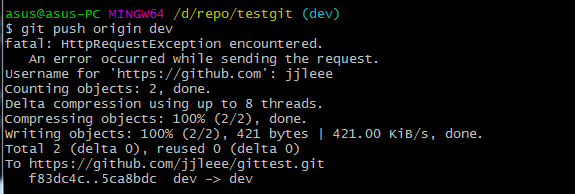 asus@asus-PC MINGW64 /d/repo/testgit (dev)
$ git push origin dev
fatal: HttpRequestException encountered.
   An error occurred while sending the request.
Username for 'https://github.com': jjleee
Counting objects: 2, done.
Delta compression using up to 8 threads.
Compressing objects: 100% (2/2), done.
Writing objects: 100% (2/2), 421 bytes | 421.00 KiB/s, done.
Total 2 (delta 0), reused 0 (delta 0)
To https://github.com/jjleee/gittest.git
   f83dc4c..5ca8bdc  dev -> dev